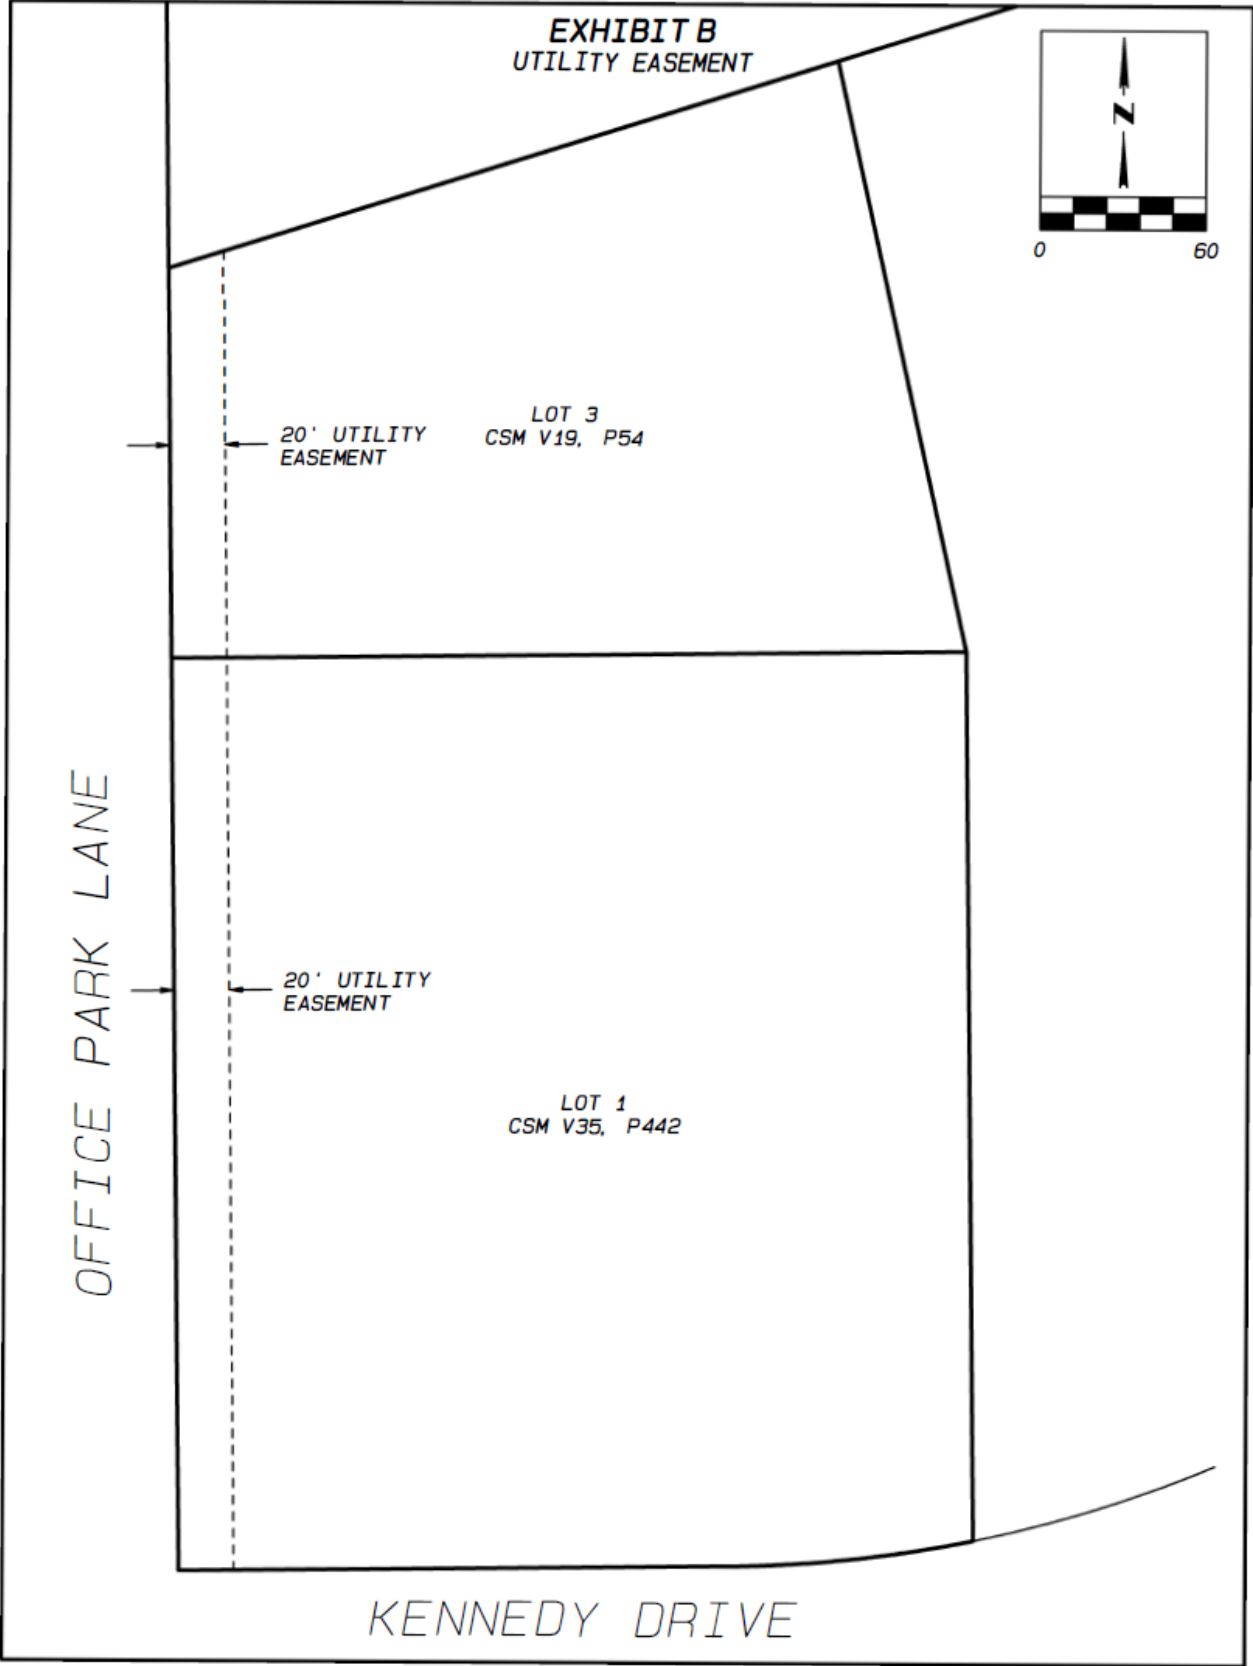 EXHIBIT B
UTILITY EASEMENT
N
0 60
LOT 3
CSM V19, P54
20' UTILITY
EASEMENT
OFFICE PARK LANE
20' UTILITY
EASEMENT
LOT 1
CSM V35, P442
KENNEDY DRIVE